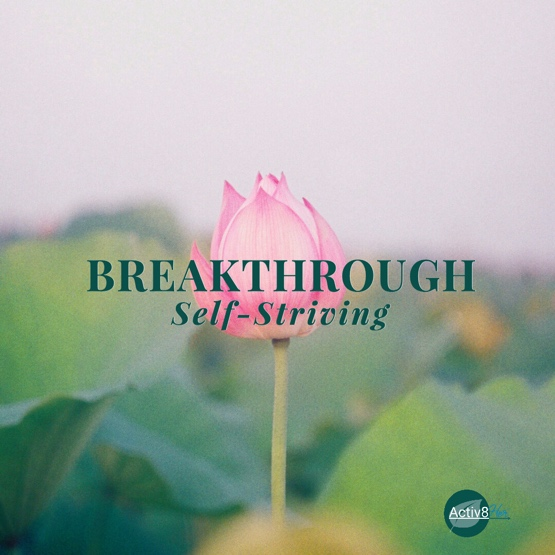 BREAKTHROUGH
Self-Striving
Activ8